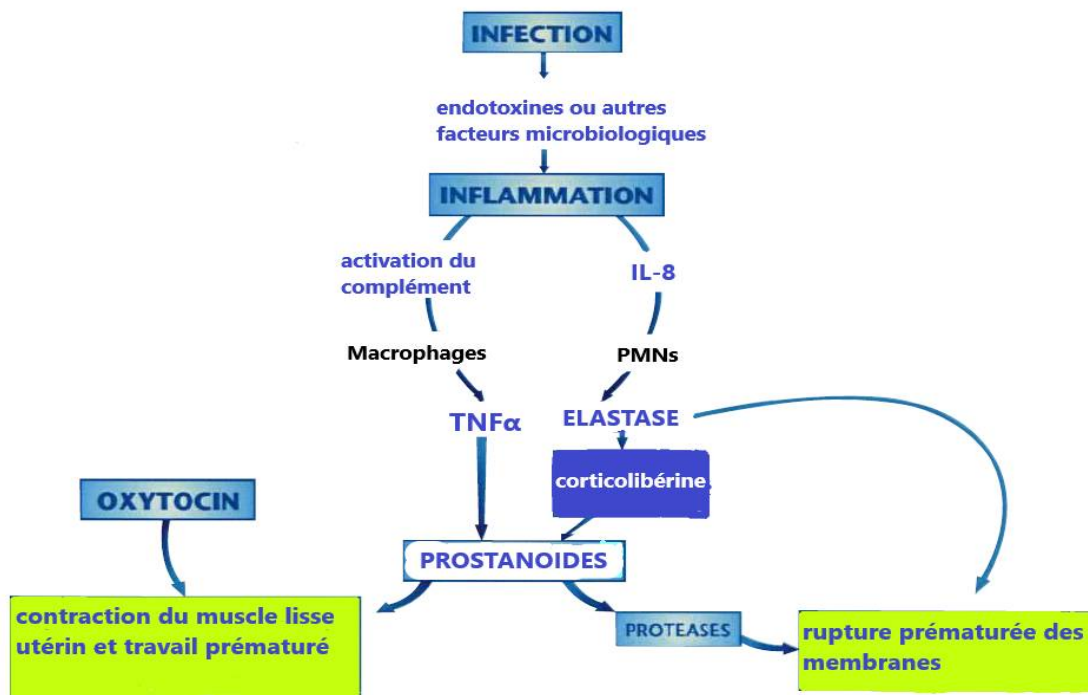 INFECTION
endotoxines ou autres
facteurs microbiologiques
INFLAMMATION
activation du
complément
IL-8
Macrophages
PMNs
TNFα
ELASTASE
corticolibérine
OXYTOCIN
PROSTANOIDES
contraction du muscle lisse
utérin et travail prématuré
PROTEASES
rupture prématurée des
membranes